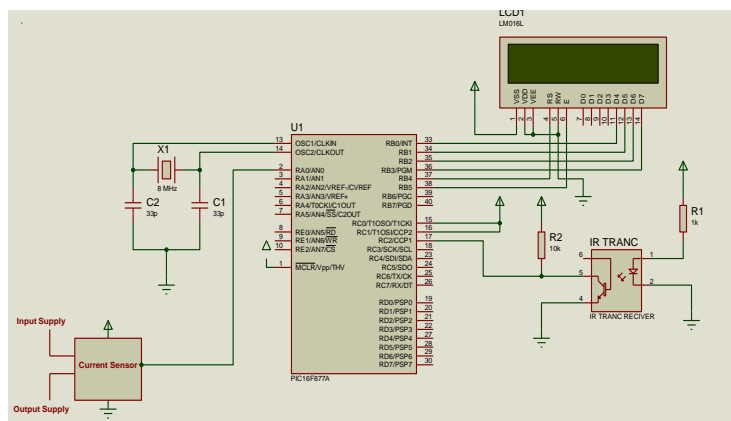 LCD1
LM016L
VSS VDD VEE RS RW E D0 D1 D2 D3 D4 D5 D6 D7
1 2 3 4 5 6 7 8 9 10 11 12 13 14
U1
13 OSC1/CLKIN RB0/INT 33
14 OSC2/CLKOUT RB1 34
RB2 35
2 RA0/AN0 RB3/PGM 36
3 RA1/AN1 RB4 37
4 RA2/AN2/VREF-/CVREF RB5 38
5 RA3/AN3/VREF+ RB6/PGC 39
6 RA4/T0CKI/C1OUT RB7/PGD 40
7 RA5/AN4/SS/C2OUT
RC0/T1OSO/T1CKI 15
8 RE0/AN5/RD RC1/T1OSI/CCP2 16
9 RE1/AN6/WR RC2/CCP1 17
10 RE2/AN7/CS RC3/SCK/SCL 18
RC4/SDI/SDA 23
1 MCLR/Vpp/THV RC5/SDO 24
RC6/TX/CK 25
RC7/RX/DT 26
RD0/PSP0 19
RD1/PSP1 20
RD2/PSP2 21
RD3/PSP3 22
RD4/PSP4 27
RD5/PSP5 28
RD6/PSP6 29
RD7/PSP7 30
PIC16F877A
X1
8 MHz
C2
33p
C1
33p
R2
10k
R1
1k
IR TRANC
6 1
5
4 2
IR TRANC RECIVER
Input Supply
Current Sensor
Output Supply